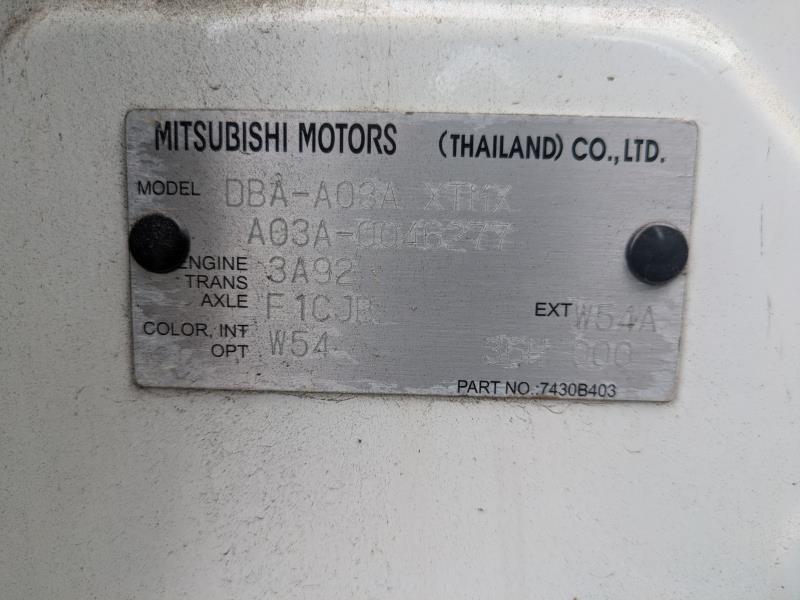 MITSUBISHI MOTORS (THAILAND) CO., LTD.
MODEL DBA-A03A XTMX
A03A-0046277
ENGINE 3A92
TRANS
AXLE F1CJB
EXT W54A
COLOR, INT W54
OPT 000
PART NO.:7430B403